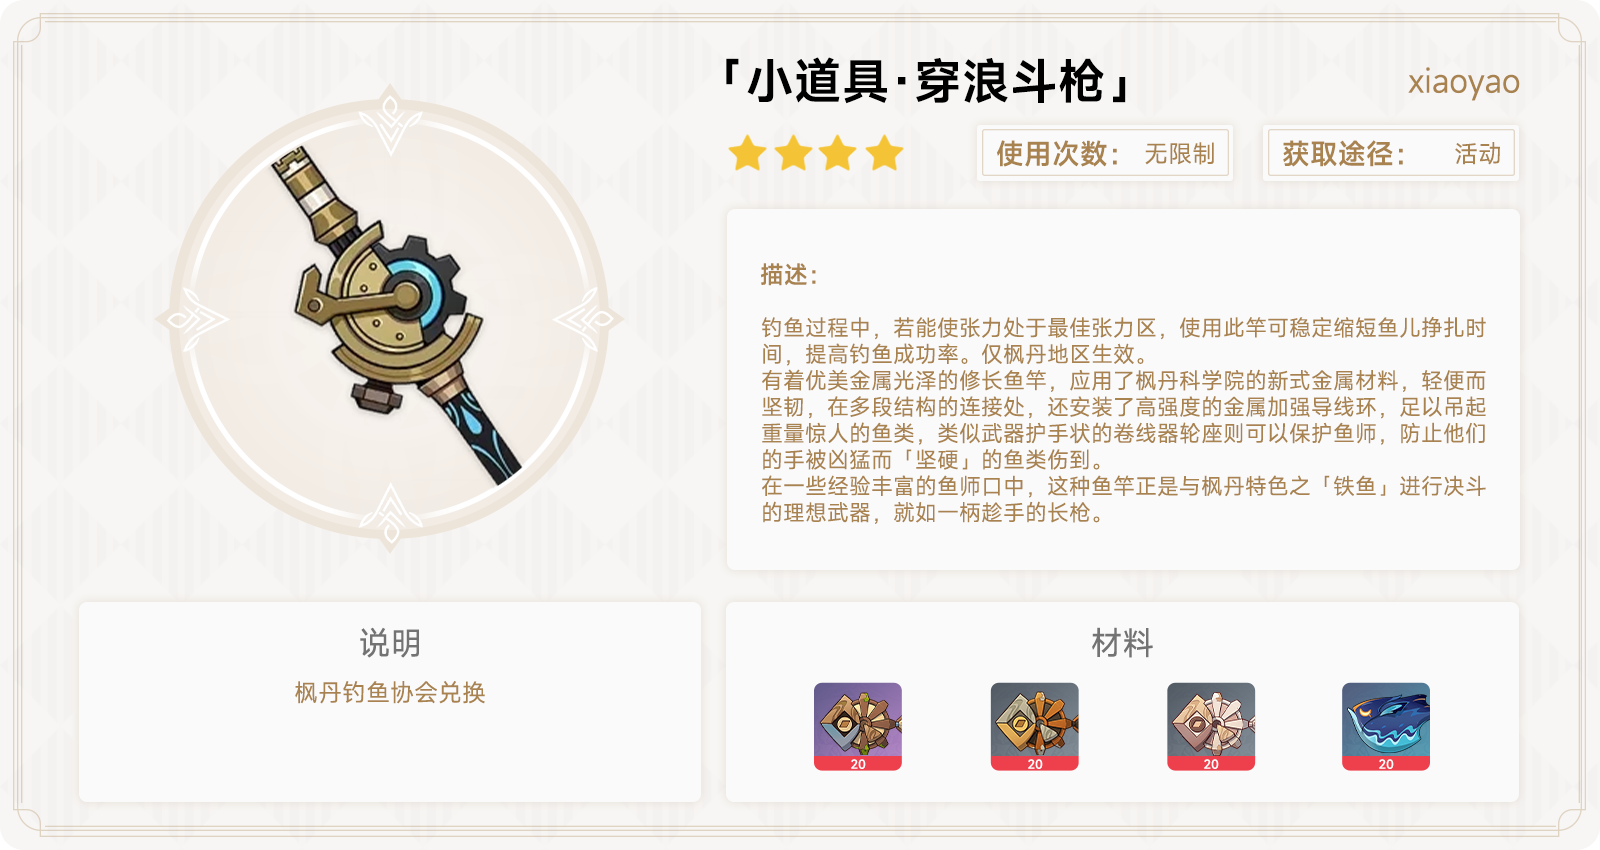 「小道具·穿浪斗枪」
xiaoyao
使用次数： 无限制
获取途径： 活动
描述：
钓鱼过程中，若能使张力处于最佳张力区，使用此竿可稳定缩短鱼儿挣扎时
间，提高钓鱼成功率。仅枫丹地区生效。
有着优美金属光泽的修长鱼竿，应用了枫丹科学院的新式金属材料，轻便而
坚韧，在多段结构的连接处，还安装了高强度的金属加强导线环，足以吊起
重量惊人的鱼类，类似武器护手状的卷线器轮座则可以保护鱼师，防止他们
的手被凶猛而「坚硬」的鱼类伤到。
在一些经验丰富的鱼师口中，这种鱼竿正是与枫丹特色之「铁鱼」进行决斗
的理想武器，就如一柄趁手的长枪。
说明
枫丹钓鱼协会兑换
材料
20
20
20
20